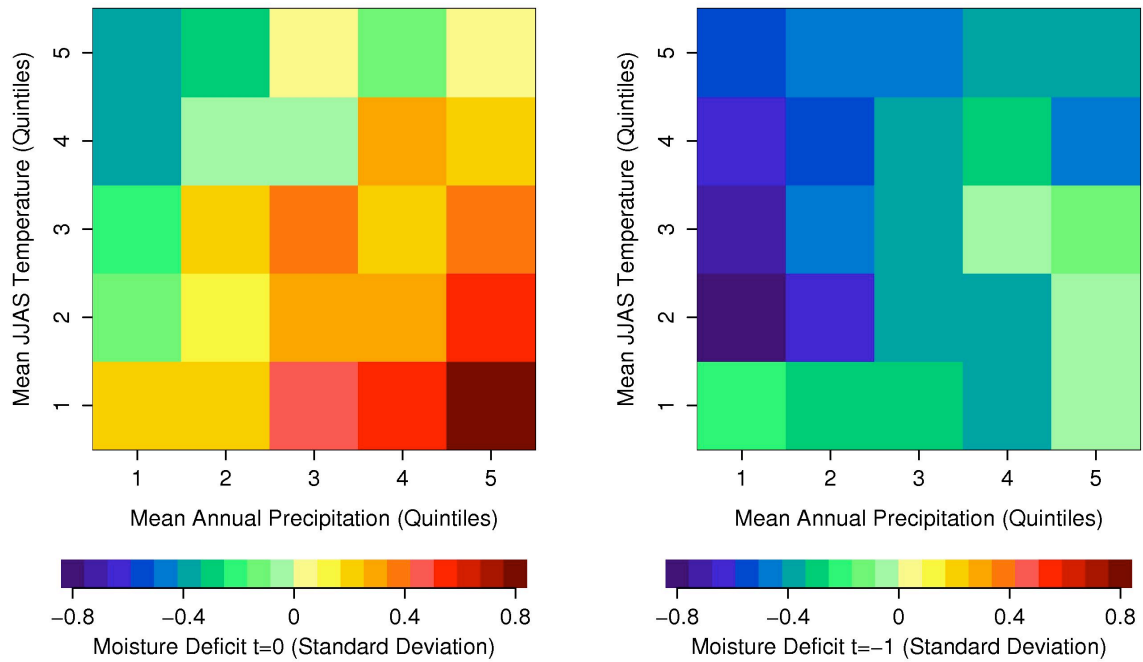 Mean JJAS Temperature (Quintiles)
5
4
3
2
1
1 2 3 4 5
Mean Annual Precipitation (Quintiles)
−0.8 −0.4 0 0.4 0.8
Moisture Deficit t=0 (Standard Deviation)
Mean JJAS Temperature (Quintiles)
5
4
3
2
1
1 2 3 4 5
Mean Annual Precipitation (Quintiles)
−0.8 −0.4 0 0.4 0.8
Moisture Deficit t=−1 (Standard Deviation)